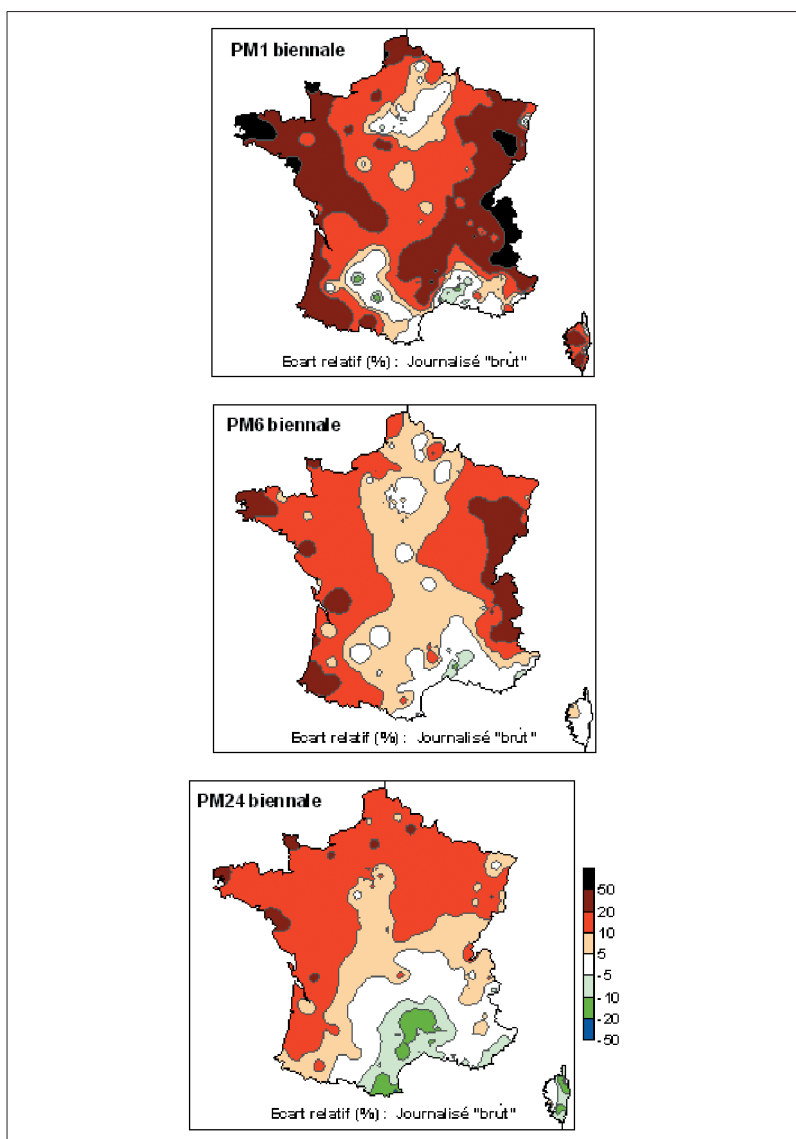 PM1 biennale
Ecart relatif (%) : Journalisé "brut"
PM6 biennale
Ecart relatif (%) : Journalisé "brut"
PM24 biennale
50
20
10
5
-5
-10
-20
-50
Ecart relatif (%) : Journalisé "brut"